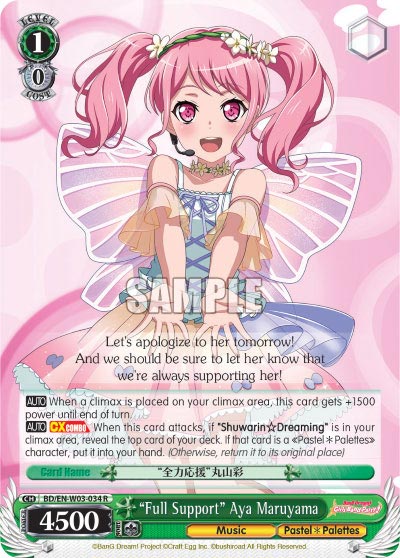 LEVEL
1
0
COST
SAMPLE
Let's apologize to her tomorrow!
And we should be sure to let her know that
we're always supporting her!
AUTO When a climax is placed on your climax area, this card gets +1500
power until end of turn.
AUTO CXCOMBO When this card attacks, if "Shuwarin☆Dreaming" is in your
climax area, reveal the top card of your deck. If that card is a «Pastel＊Palettes»
character, put it into your hand. (Otherwise, return it to its original place)
Card Name "全力応援"丸山彩
CH BD/EN-W03-034 R
POWER 4500 "Full Support" Aya Maruyama
Music Pastel＊Palettes
©BanG Dream! Project ©Craft Egg Inc. ©bushiroad All Rights Reserved.